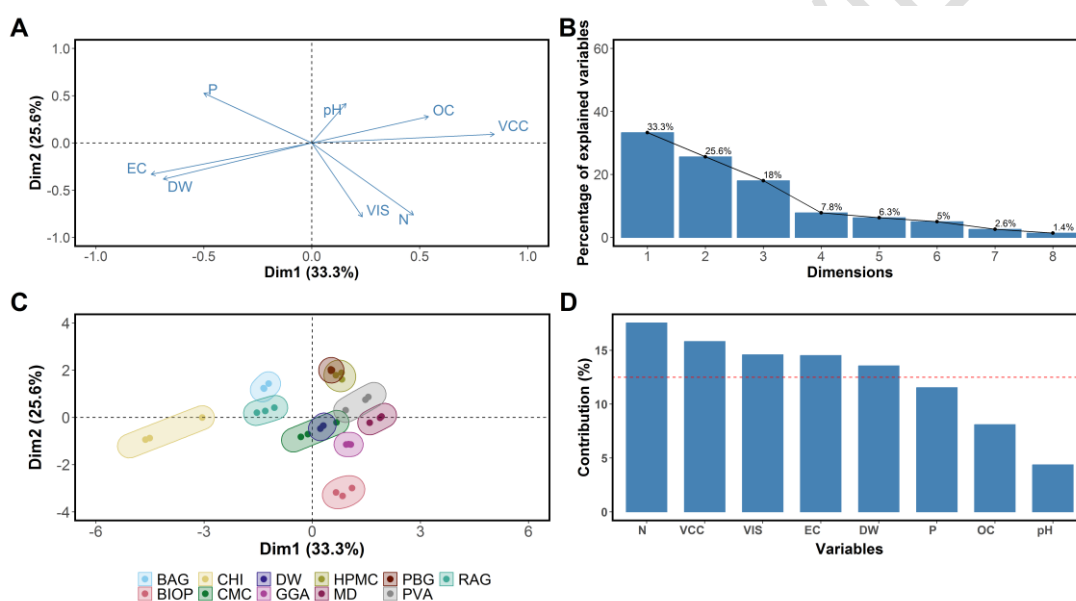 A
1.0
0.5
0.0
-0.5
-1.0
Dim2 (25.6%)
P
pH
OC
VCC
EC
DW
VIS
N
-1.0 -0.5 0.0 0.5 1.0
Dim1 (33.3%)
B
60
40
20
0
Percentage of explained variables
33.3%
25.6%
18%
7.8%
6.3%
5%
2.6%
1.4%
1 2 3 4 5 6 7 8
Dimensions
C
4
2
0
-2
-4
Dim2 (25.6%)
-6 -3 0 3 6
Dim1 (33.3%)
BAG CHI DW HPMC PBG RAG
BIOP CMC GGA MD PVA
D
15
10
5
0
Contribution (%)
N VCC VIS EC DW P OC pH
Variables